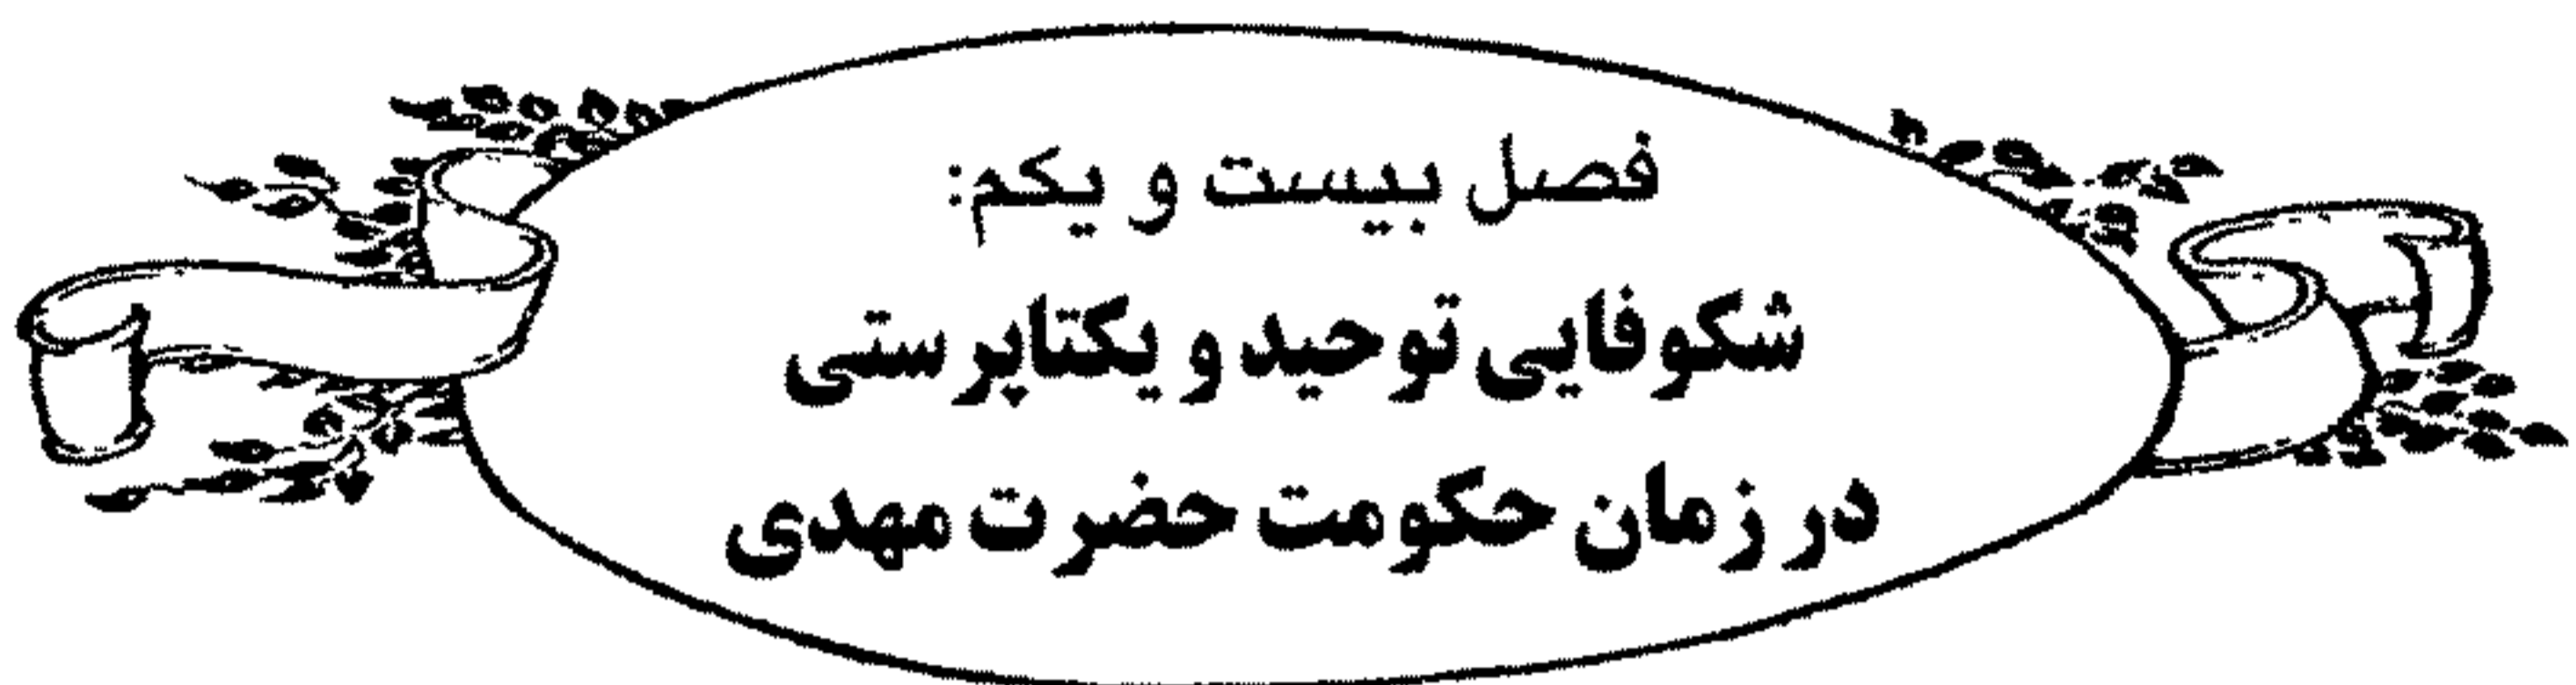 فصل بیست و یکم:
شکوفایی توحید و یکتاپرستی
در زمان حکومت حضرت مهدی